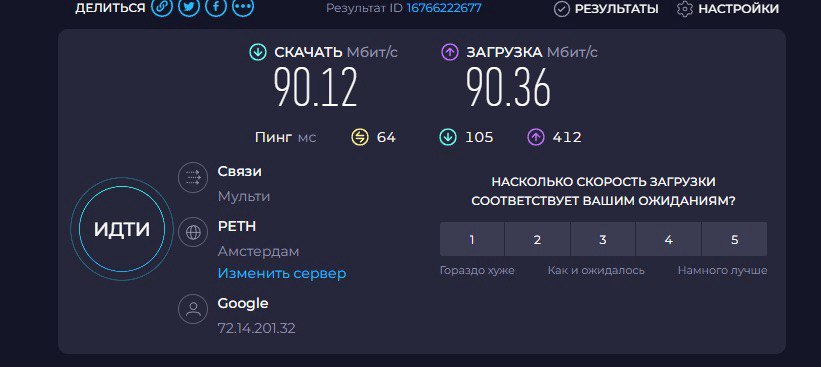 ДЕЛИТЬСЯ
Результат ID 16766222677
РЕЗУЛЬТАТЫ
НАСТРОЙКИ
СКАЧАТЬ Мбит/с
90.12
ЗАГРУЗКА Мбит/с
90.36
Пинг мс 64 105 412
ИДТИ
Связи
Мульти
РЕТН
Амстердам
Изменить сервер
Google
72.14.201.32
НАСКОЛЬКО СКОРОСТЬ ЗАГРУЗКИ
СООТВЕТСТВУЕТ ВАШИМ ОЖИДАНИЯМ?
1 2 3 4 5
Гораздо хуже Как и ожидалось Намного лучше